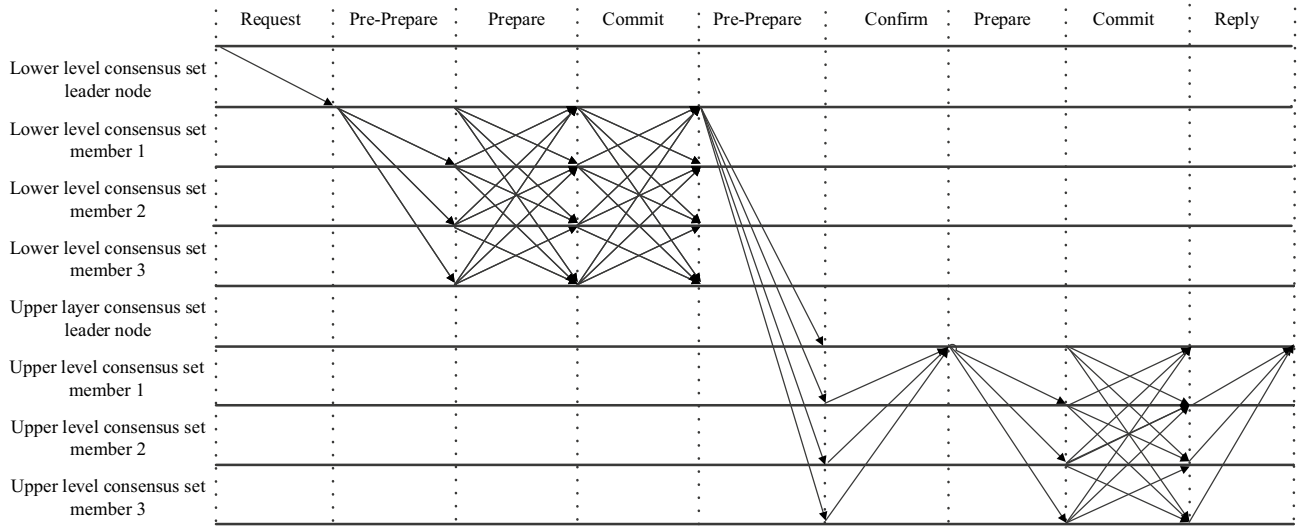 Request Pre-Prepare Prepare Commit Pre-Prepare Confirm Prepare Commit Reply
Lower level consensus set
leader node
Lower level consensus set
member 1
Lower level consensus set
member 2
Lower level consensus set
member 3
Upper layer consensus set
leader node
Upper level consensus set
member 1
Upper level consensus set
member 2
Upper level consensus set
member 3